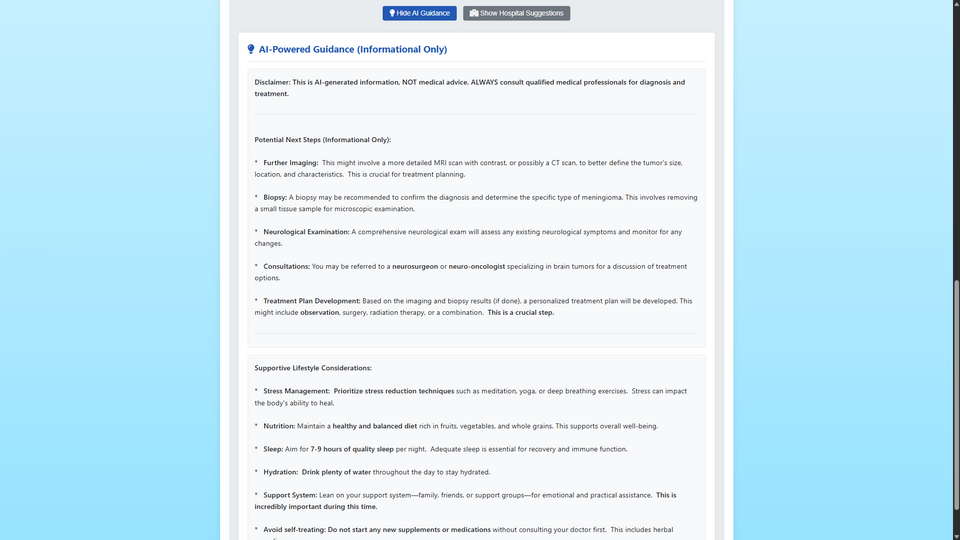 Hide AI Guidance
Show Hospital Suggestions
AI-Powered Guidance (Informational Only)
Disclaimer: This is AI-generated information, NOT medical advice. ALWAYS consult qualified medical professionals for diagnosis and
treatment.
Potential Next Steps (Informational Only):
* Further Imaging: This might involve a more detailed MRI scan with contrast, or possibly a CT scan, to better define the tumor's size,
location, and characteristics. This is crucial for treatment planning.
* Biopsy: A biopsy may be recommended to confirm the diagnosis and determine the specific type of meningioma. This involves removing
a small tissue sample for microscopic examination.
* Neurological Examination: A comprehensive neurological exam will assess any existing neurological symptoms and monitor for any
changes.
* Consultations: You may be referred to a neurosurgeon or neuro-oncologist specializing in brain tumors for a discussion of treatment
options.
* Treatment Plan Development: Based on the imaging and biopsy results (if done), a personalized treatment plan will be developed. This
might include observation, surgery, radiation therapy, or a combination. This is a crucial step.
Supportive Lifestyle Considerations:
* Stress Management: Prioritize stress reduction techniques such as meditation, yoga, or deep breathing exercises. Stress can impact
the body's ability to heal.
* Nutrition: Maintain a healthy and balanced diet rich in fruits, vegetables, and whole grains. This supports overall well-being.
* Sleep: Aim for 7-9 hours of quality sleep per night. Adequate sleep is essential for recovery and immune function.
* Hydration: Drink plenty of water throughout the day to stay hydrated.
* Support System: Lean on your support system—family, friends, or support groups—for emotional and practical assistance. This is
incredibly important during this time.
* Avoid self-treating: Do not start any new supplements or medications without consulting your doctor first. This includes herbal